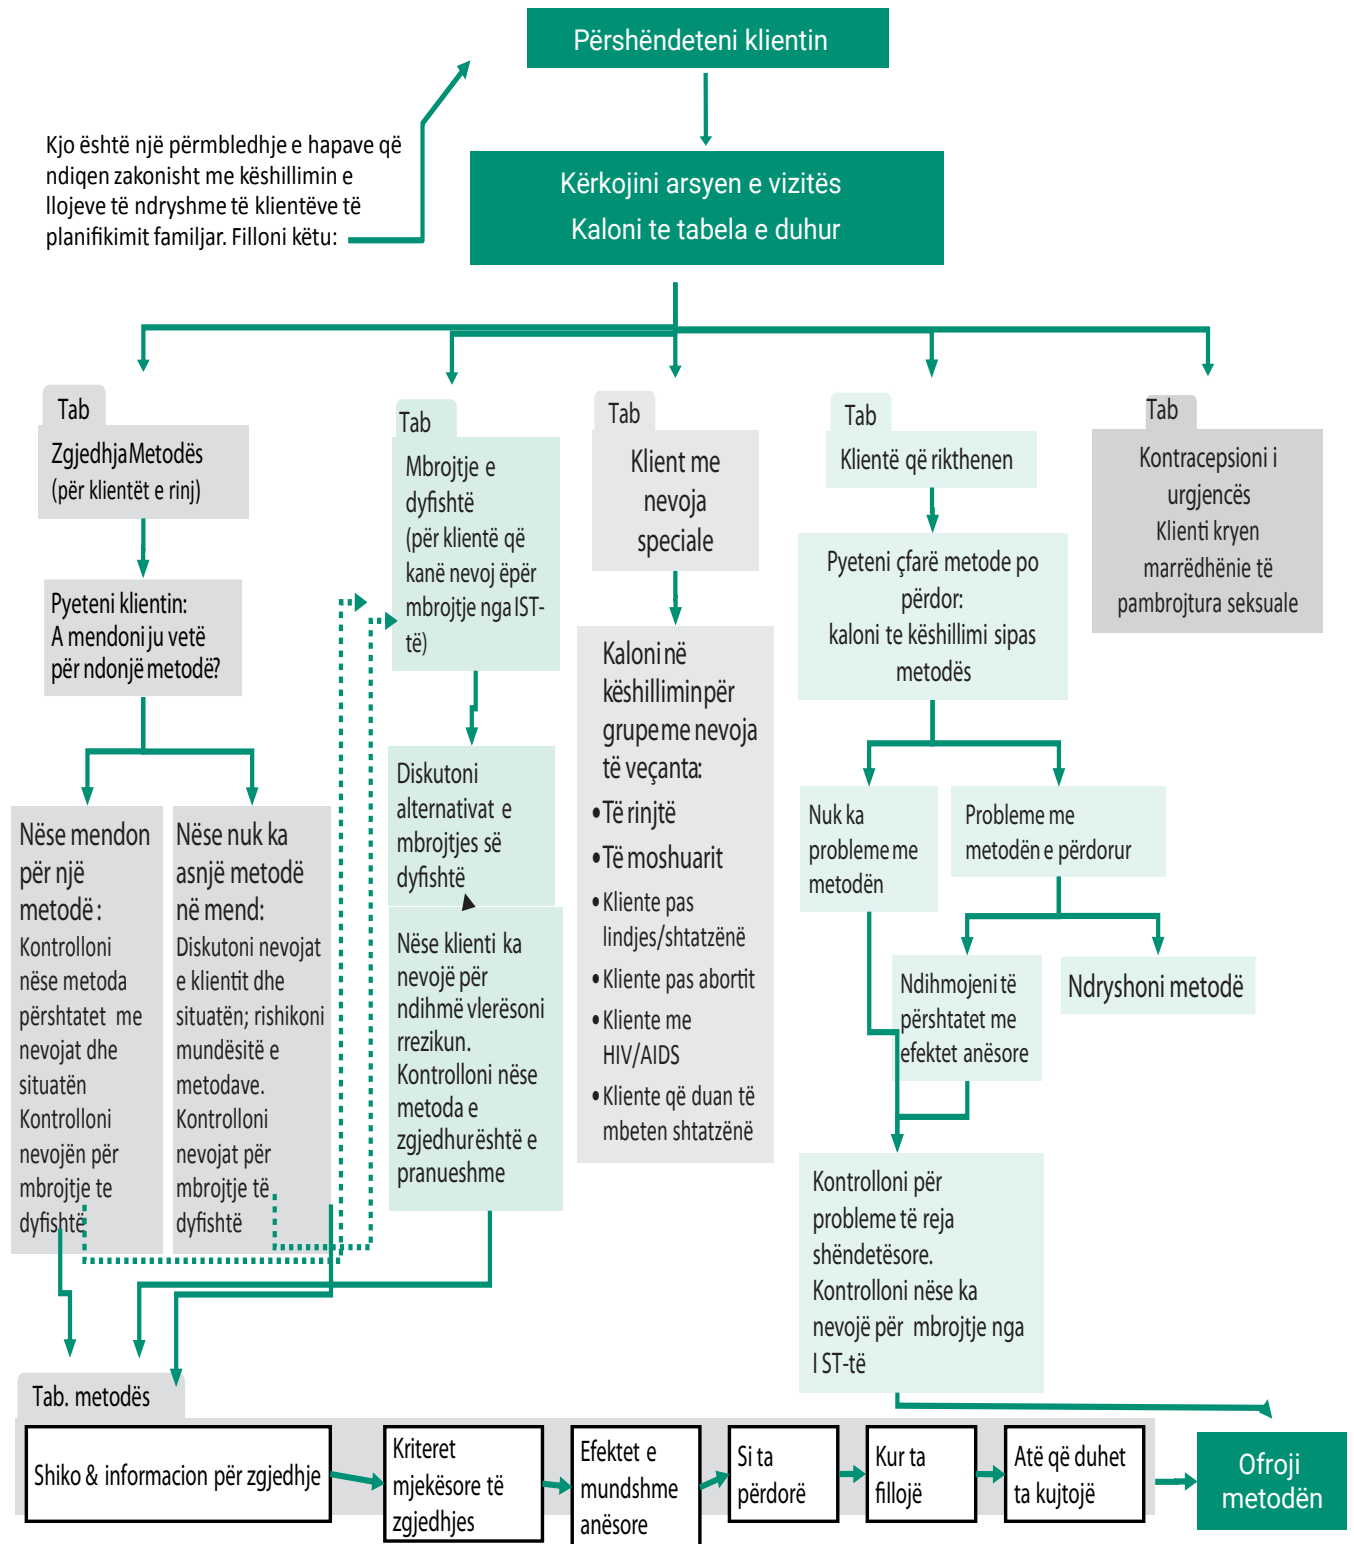 Përshëndeteni klientin
Kjo është një përmbledhje e hapave që
ndiqen zakonisht me këshillimin e
llojeve të ndryshme të klientëve të
planifikimit familjar. Filloni këtu:
Kërkojini arsyen e vizitës
Kaloni te tabela e duhur
Tab
ZgjedhjaMetodës
(për klientët e rinj)
Pyeteni klientin:
A mendoni ju vetë
për ndonjë metodë?
Nëse mendon
për një
metodë :
Kontrolloni
nëse metoda
përshtatet me
nevojat dhe
situatën
Kontrolloni
nevojën për
mbrojtje te
dyfishtë
Nëse nuk ka
asnjë metodë
në mend:
Diskutoni nevojat
e klientit dhe
situatën; rishikoni
mundësitë e
metodave.
Kontrolloni
nevojat për
mbrojtje të
dyfishtë
Tab
Mbrojtje e
dyfishtë
(për klientë që
kanë nevoj ëpër
mbrojtje nga IST-
të)
Diskutoni
alternativat e
mbrojtjes së
dyfishtë
Nëse klienti ka
nevojë për
ndihmë vlerësoni
rrezikun.
Kontrolloni nëse
metoda e
zgjedhur është e
pranueshme
Tab
Klient me
nevoja
speciale
Kaloni në
këshillimin për
grupe me nevoja
të veçanta:
• Të rinjtë
• Të moshuarit
• Kliente pas
lindjes/shtatzënë
• Kliente pas abortit
• Kliente me
HIV/AIDS
• Kliente që duan të
mbeten shtatzënë
Tab
Klientë që rikthenen
Pyeteni çfarë metode po
përdor:
kaloni te këshillimi sipas
metodës
Nuk ka
probleme me
metodën
Probleme me
metodën e përdorur
Ndihmojeni të
përshtatet me
efektet anësore
Ndryshoni metodë
Kontrolloni për
probleme të reja
shëndetësore.
Kontrolloni nëse ka
nevojë për mbrojtje nga
I ST-të
Tab
Kontracepsioni i
urgjencës
Klienti kryen
marrëdhënie të
pambrojtura seksuale
Tab. metodës
Shiko & informacion për zgjedhje
Kriteret
mjekësore të
zgjedhjes
Efektet e
mundshme
anësore
Si ta
përdorë
Kur ta
fillojë
Atë që duhet
ta kujtojë
Ofroji
metodën